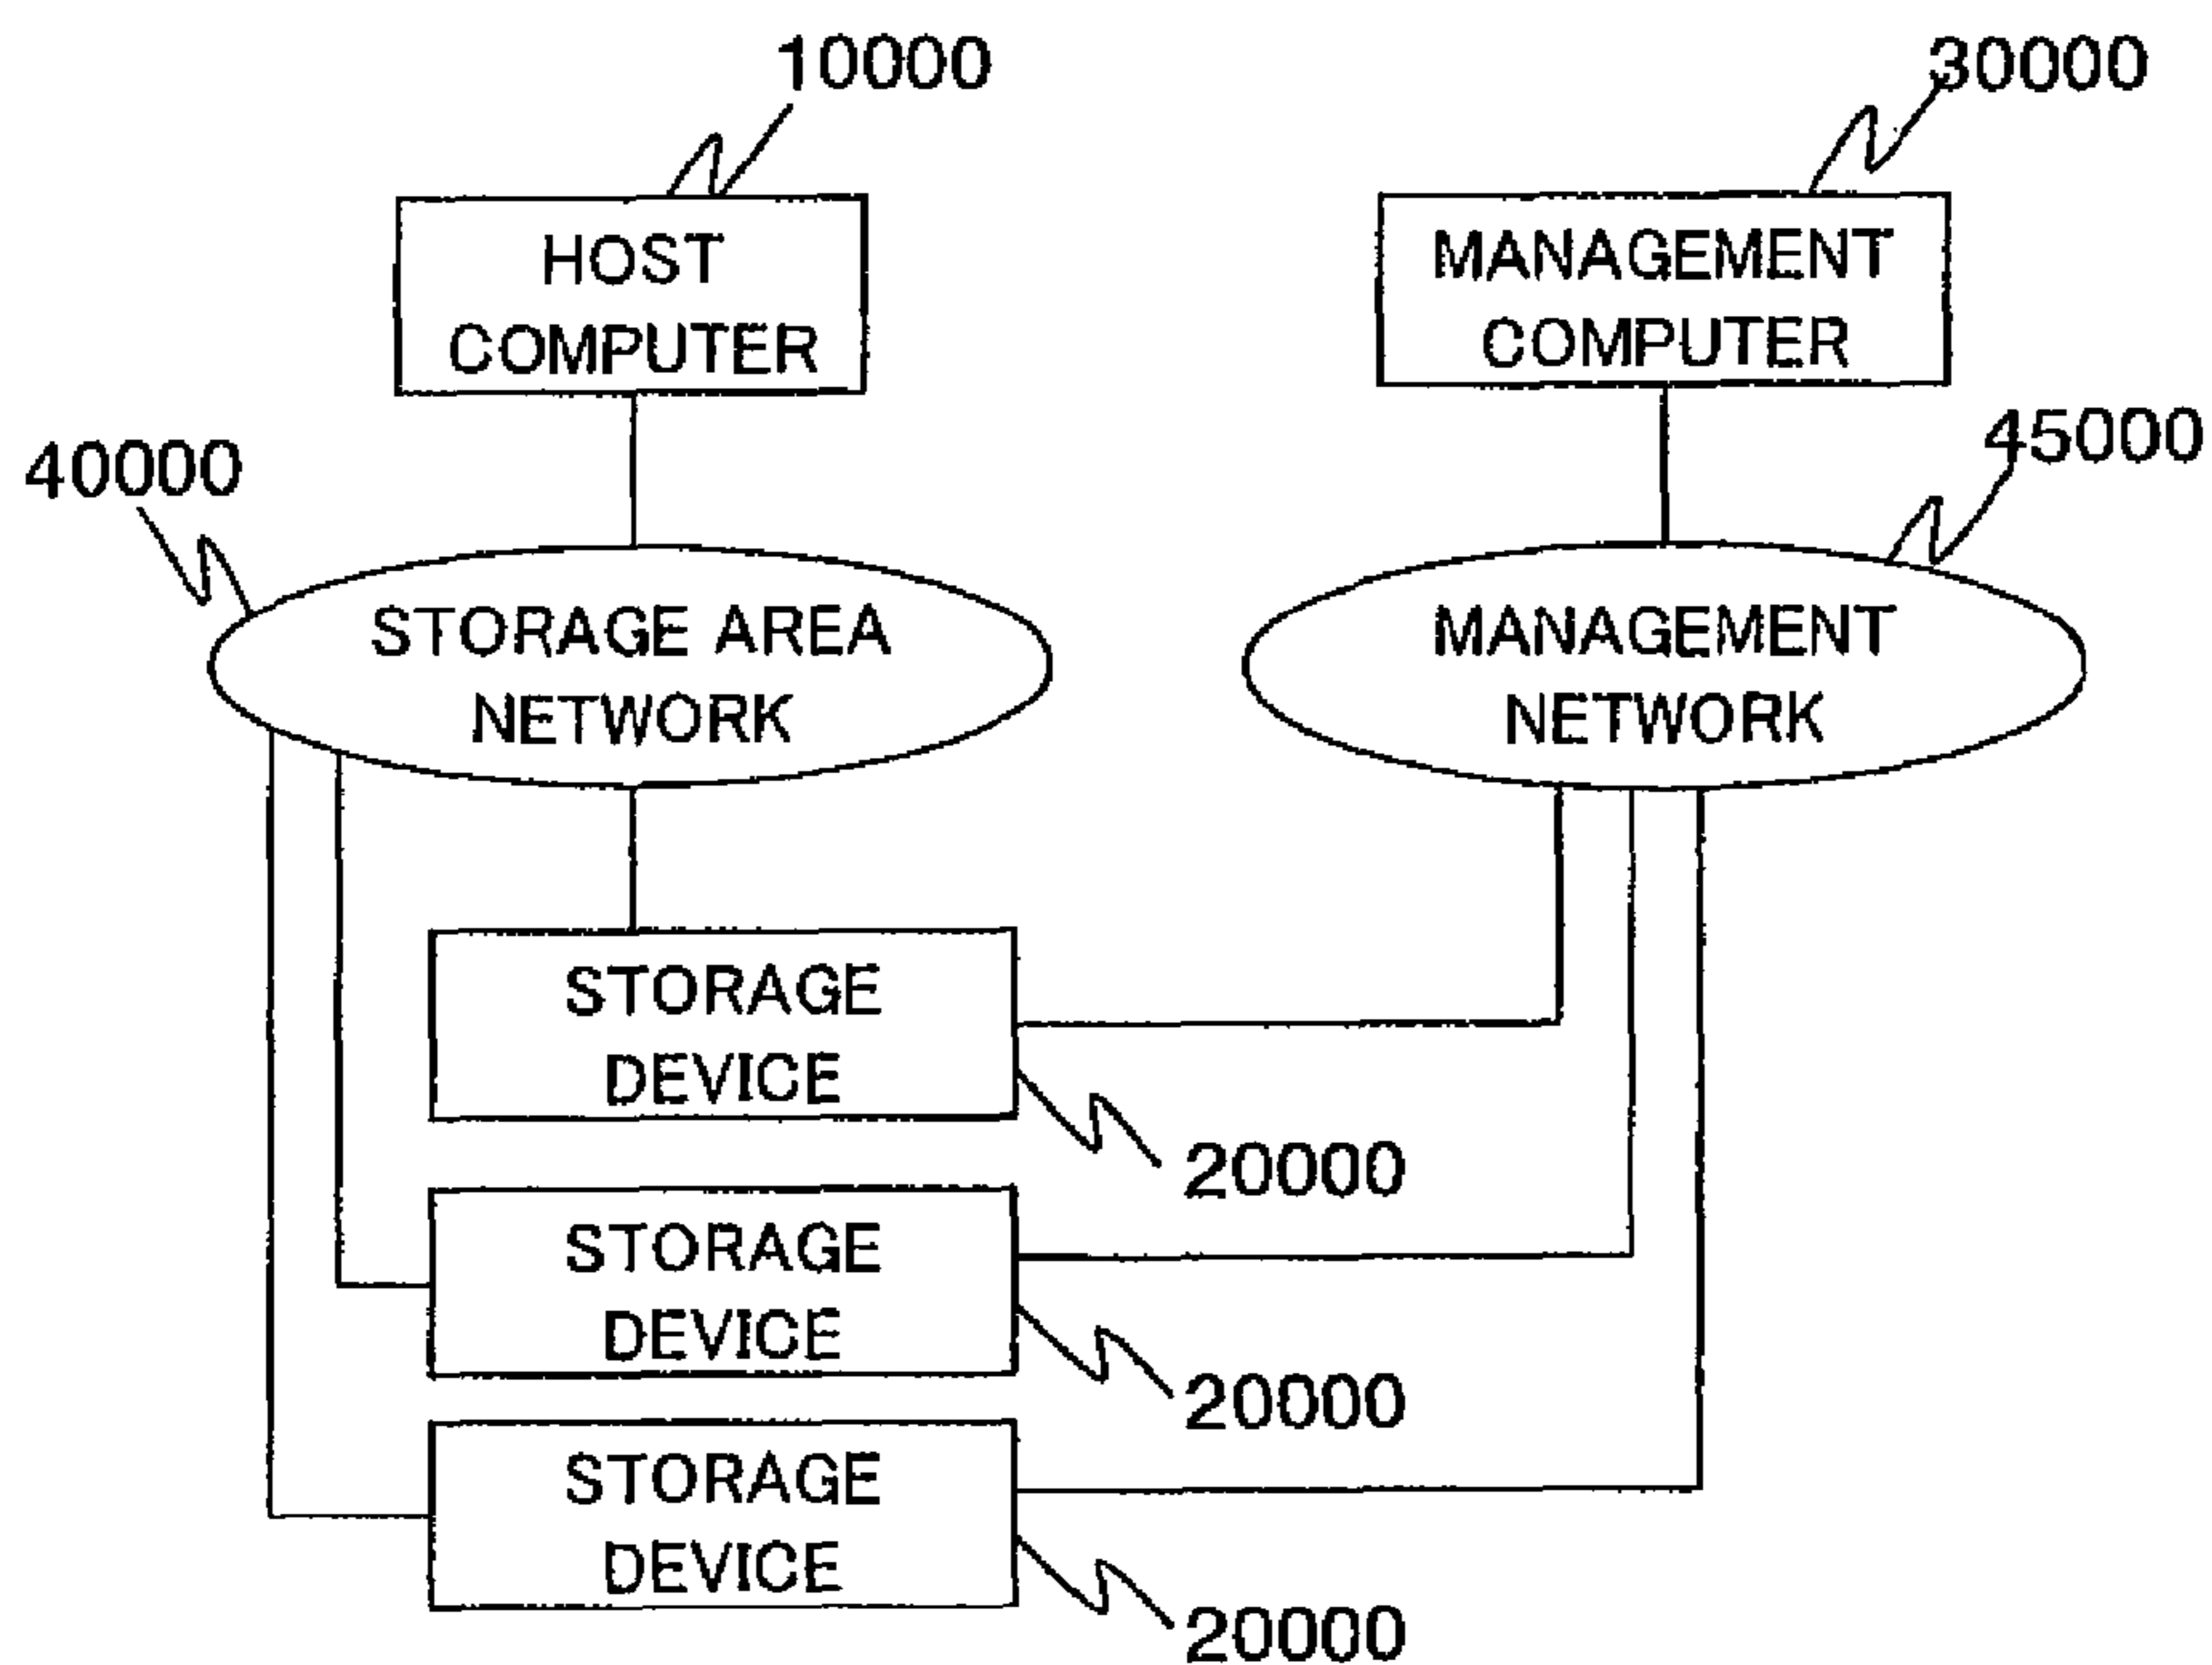 10000
30000
HOST
COMPUTER
MANAGEMENT
COMPUTER
40000
45000
STORAGE AREA
NETWORK
MANAGEMENT
NETWORK
STORAGE
DEVICE
20000
STORAGE
DEVICE
20000
STORAGE
DEVICE
20000